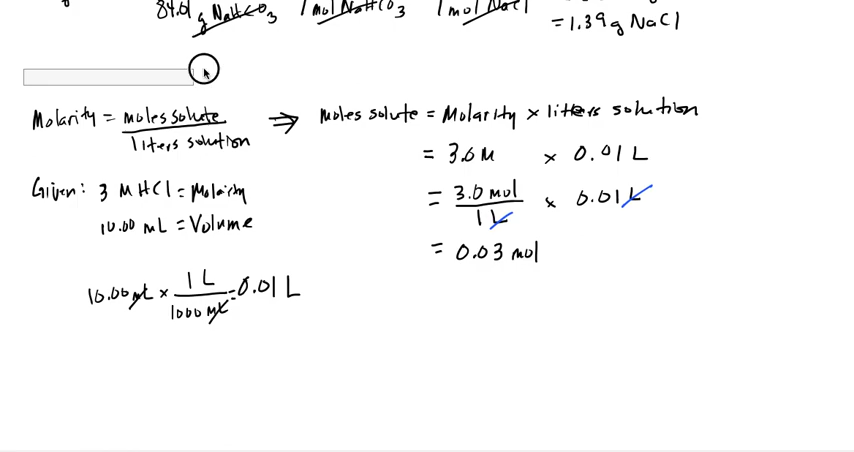 84.01 g NaHCO3 1 mol NaHCO3 1 mol NaCl
= 1.39 g NaCl
Molarity = moles solute / liters solution ⇒ moles solute = Molarity × liters solution
= 3.0 M × 0.01 L
Given: 3 M HCl = Molarity
= 3.0 mol / 1 L × 0.01 L
10.00 mL = Volume
= 0.03 mol
10.00 mL × 1 L / 1000 mL = 0.01 L